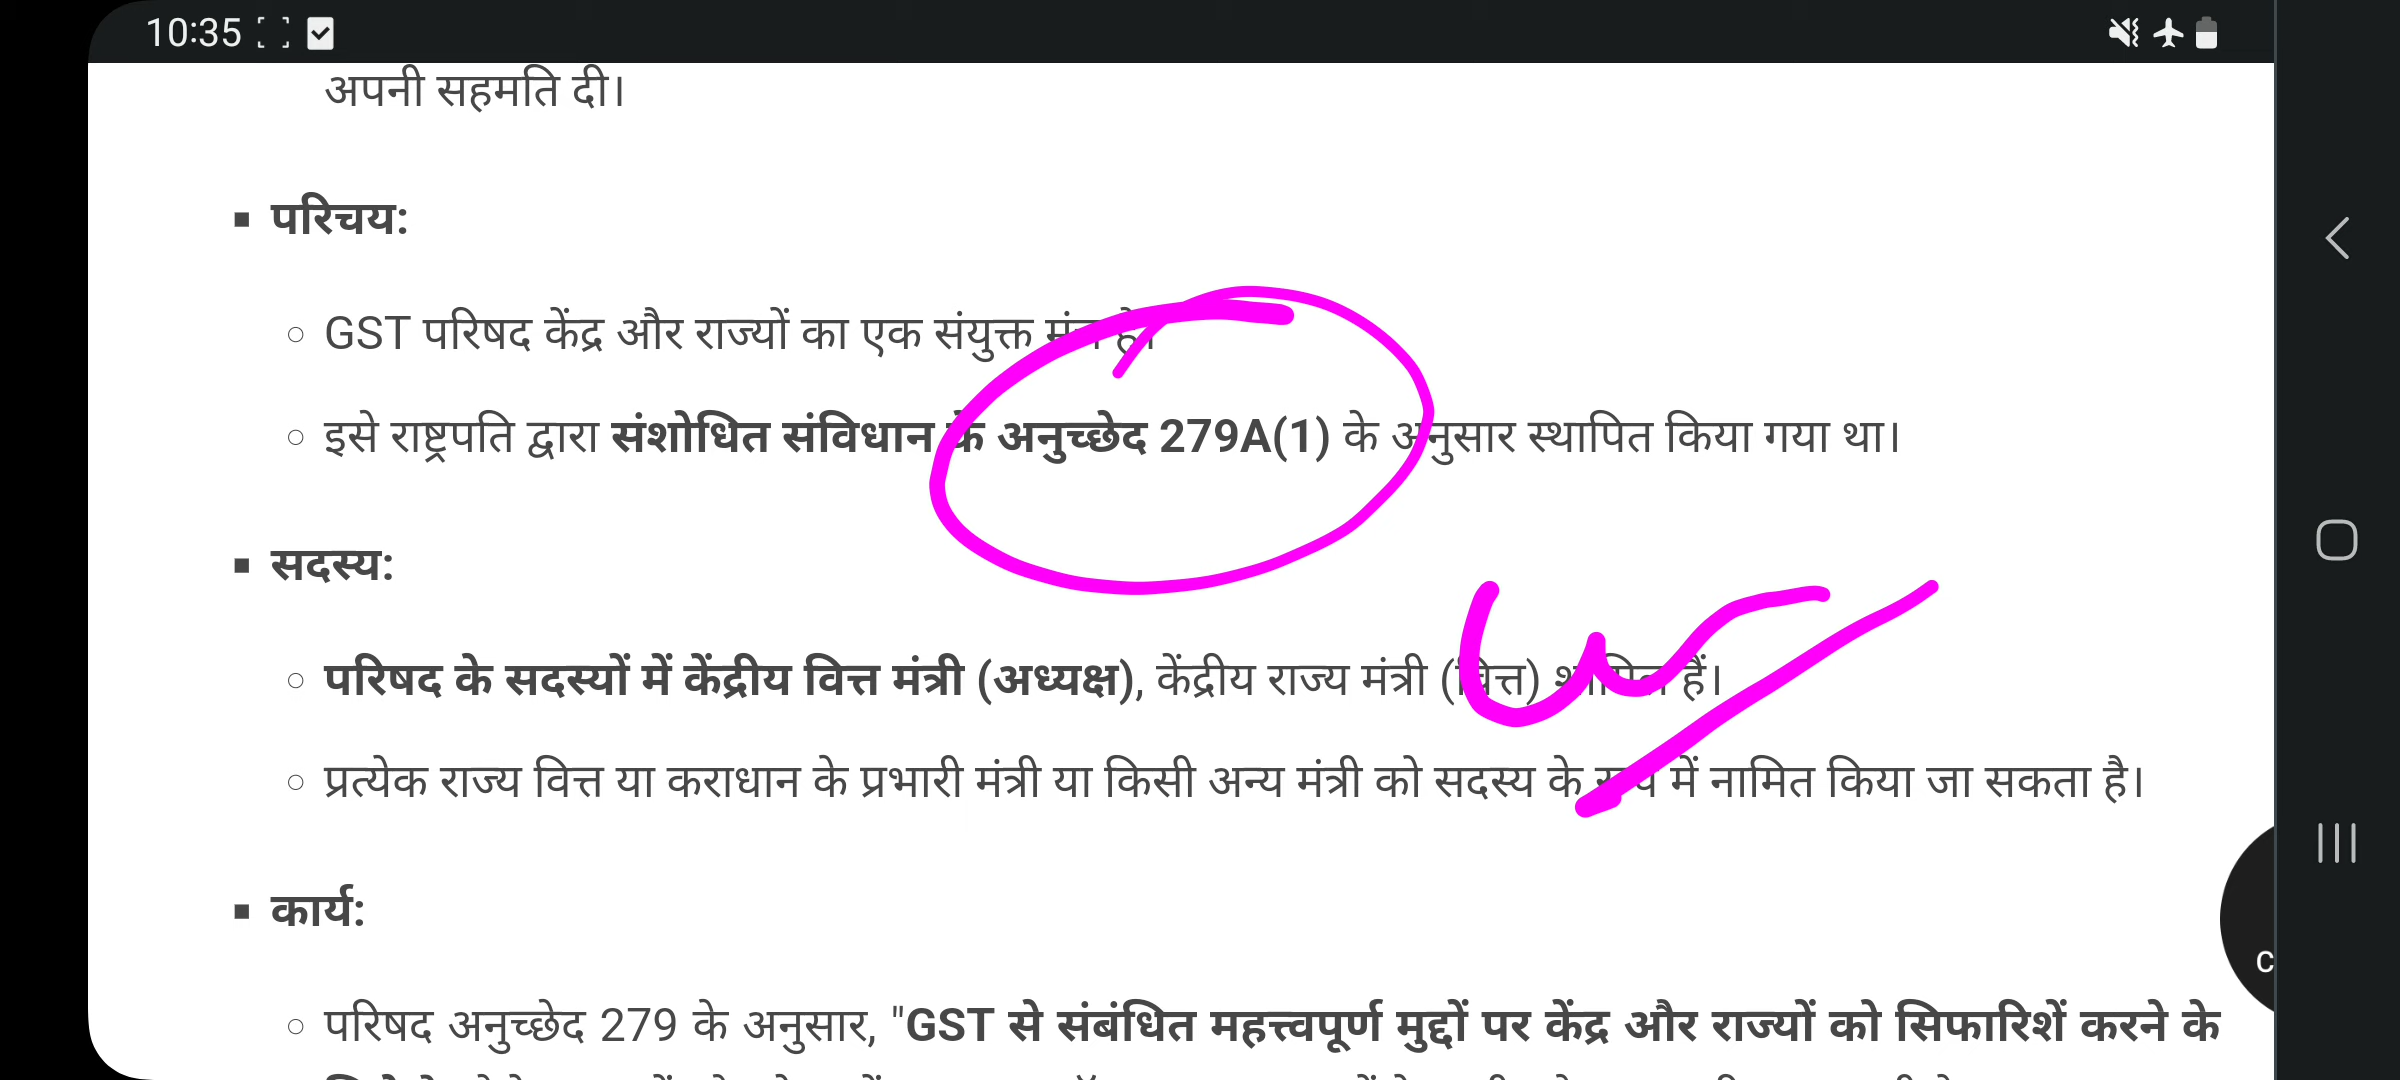 10:35
अपनी सहमति दी।
▪ परिचय:
○ GST परिषद केंद्र और राज्यों का एक संयुक्त मंच है।
○ इसे राष्ट्रपति द्वारा संशोधित संविधान के अनुच्छेद 279A(1) के अनुसार स्थापित किया गया था।
▪ सदस्य:
○ परिषद के सदस्यों में केंद्रीय वित्त मंत्री (अध्यक्ष), केंद्रीय राज्य मंत्री (वित्त) शामिल हैं।
○ प्रत्येक राज्य वित्त या कराधान के प्रभारी मंत्री या किसी अन्य मंत्री को सदस्य के रूप में नामित किया जा सकता है।
▪ कार्य:
○ परिषद अनुच्छेद 279 के अनुसार, "GST से संबंधित महत्त्वपूर्ण मुद्दों पर केंद्र और राज्यों को सिफारिशें करने के